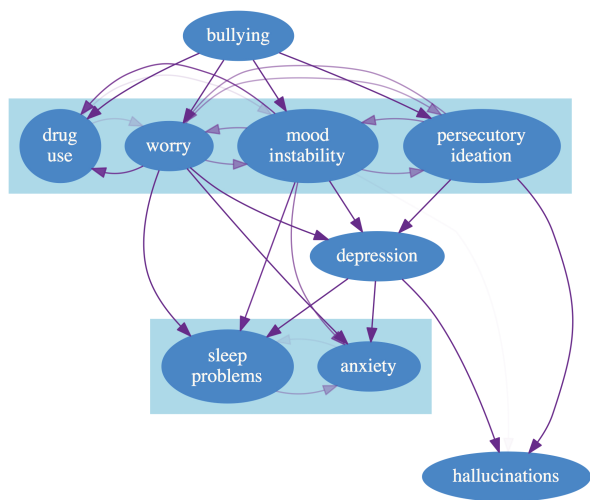 bullying
drug
use
worry
mood
instability
persecutory
ideation
depression
sleep
problems
anxiety
hallucinations